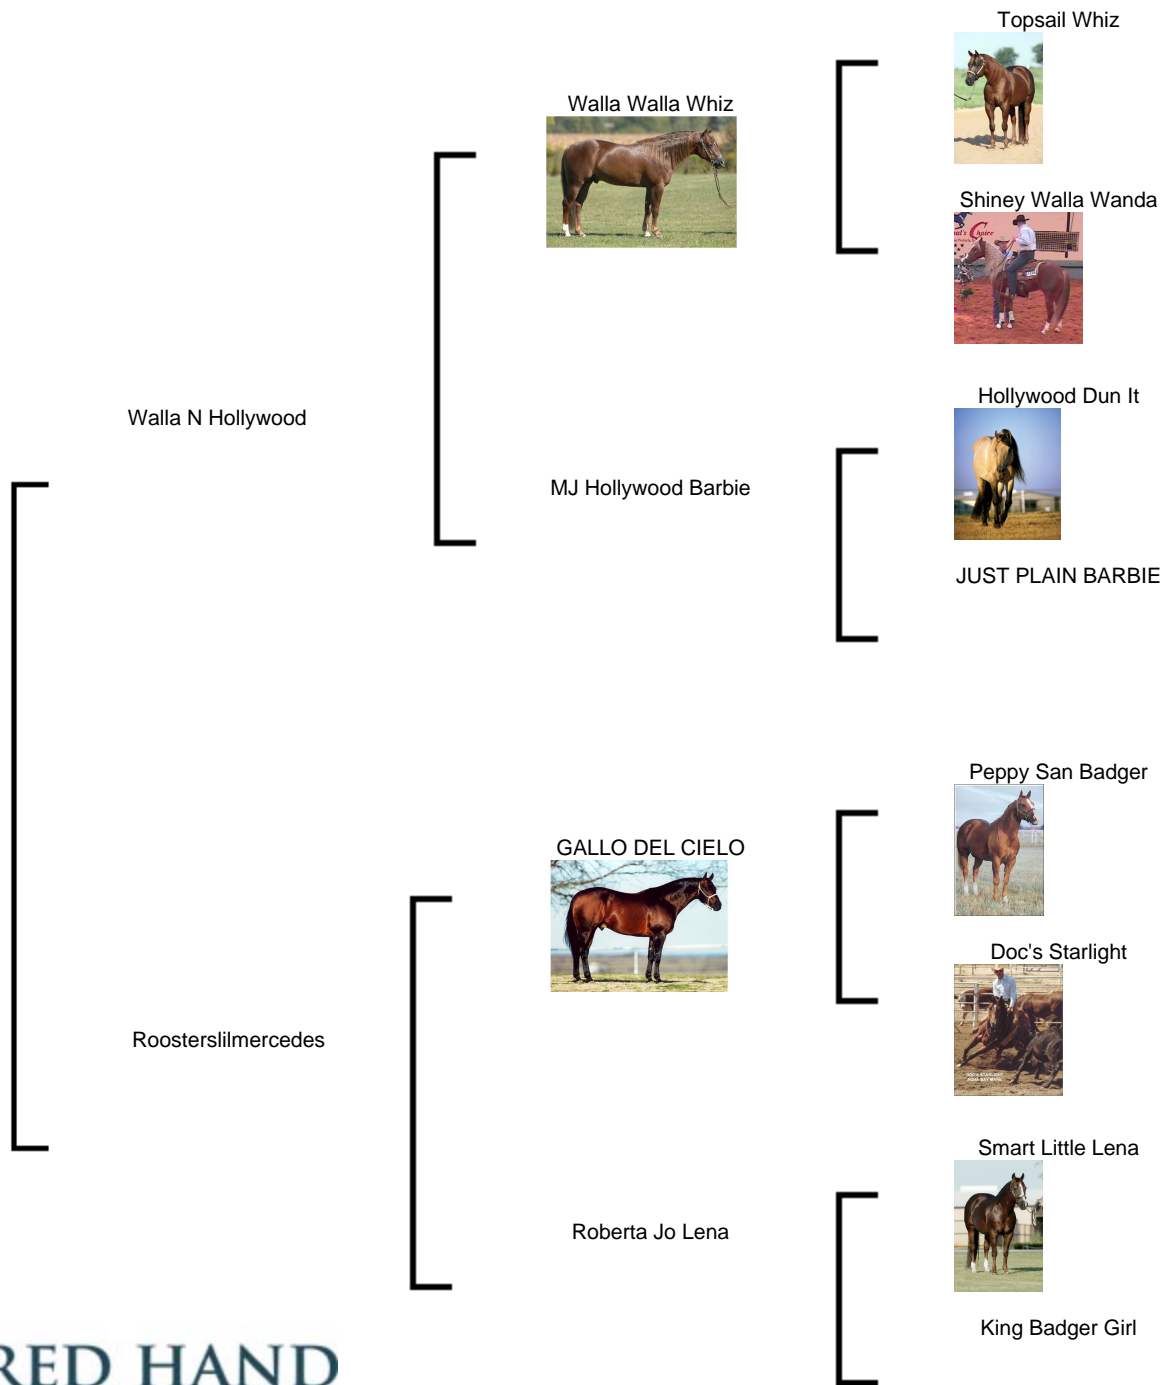 Topsail Whiz
Walla Walla Whiz
Shiney Walla Wanda
Hollywood Dun It
Walla N Hollywood
MJ Hollywood Barbie
JUST PLAIN BARBIE
Peppy San Badger
GALLO DEL CIELO
Doc's Starlight
Roosterslilmercedes
Smart Little Lena
Roberta Jo Lena
King Badger Girl
RED HAND